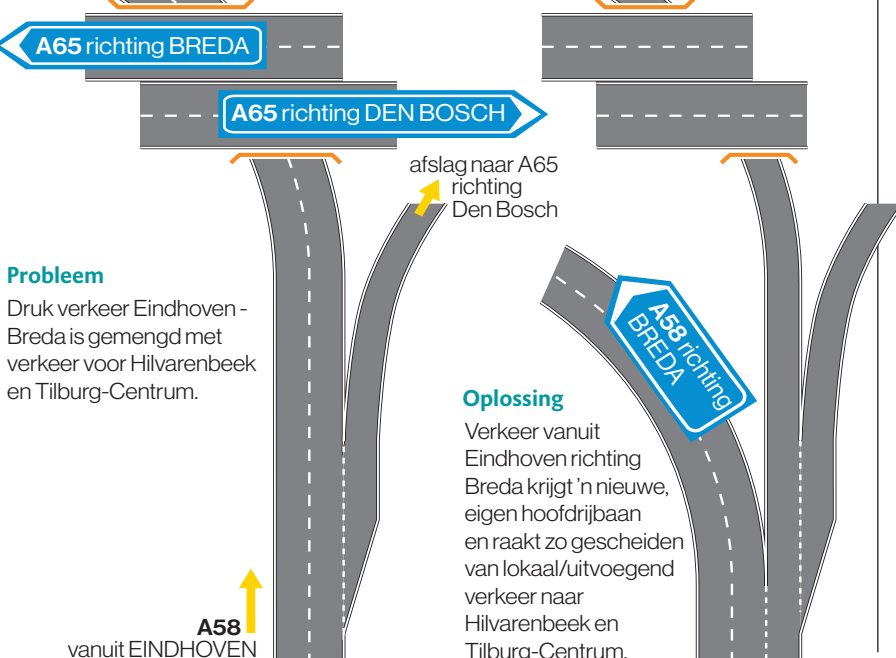 A65 richting BREDA
A65 richting DEN BOSCH
afslag naar A65
richting
Den Bosch
Probleem
Druk verkeer Eindhoven -
Breda is gemengd met
verkeer voor Hilvarenbeek
en Tilburg-Centrum.
A58
vanuit EINDHOVEN
A58 richting
BREDA
Oplossing
Verkeer vanuit
Eindhoven richting
Breda krijgt ’n nieuwe,
eigen hoofdrijbaan
en raakt zo gescheiden
van lokaal/uitvoegend
verkeer naar
Hilvarenbeek en
Tilburg-Centrum.